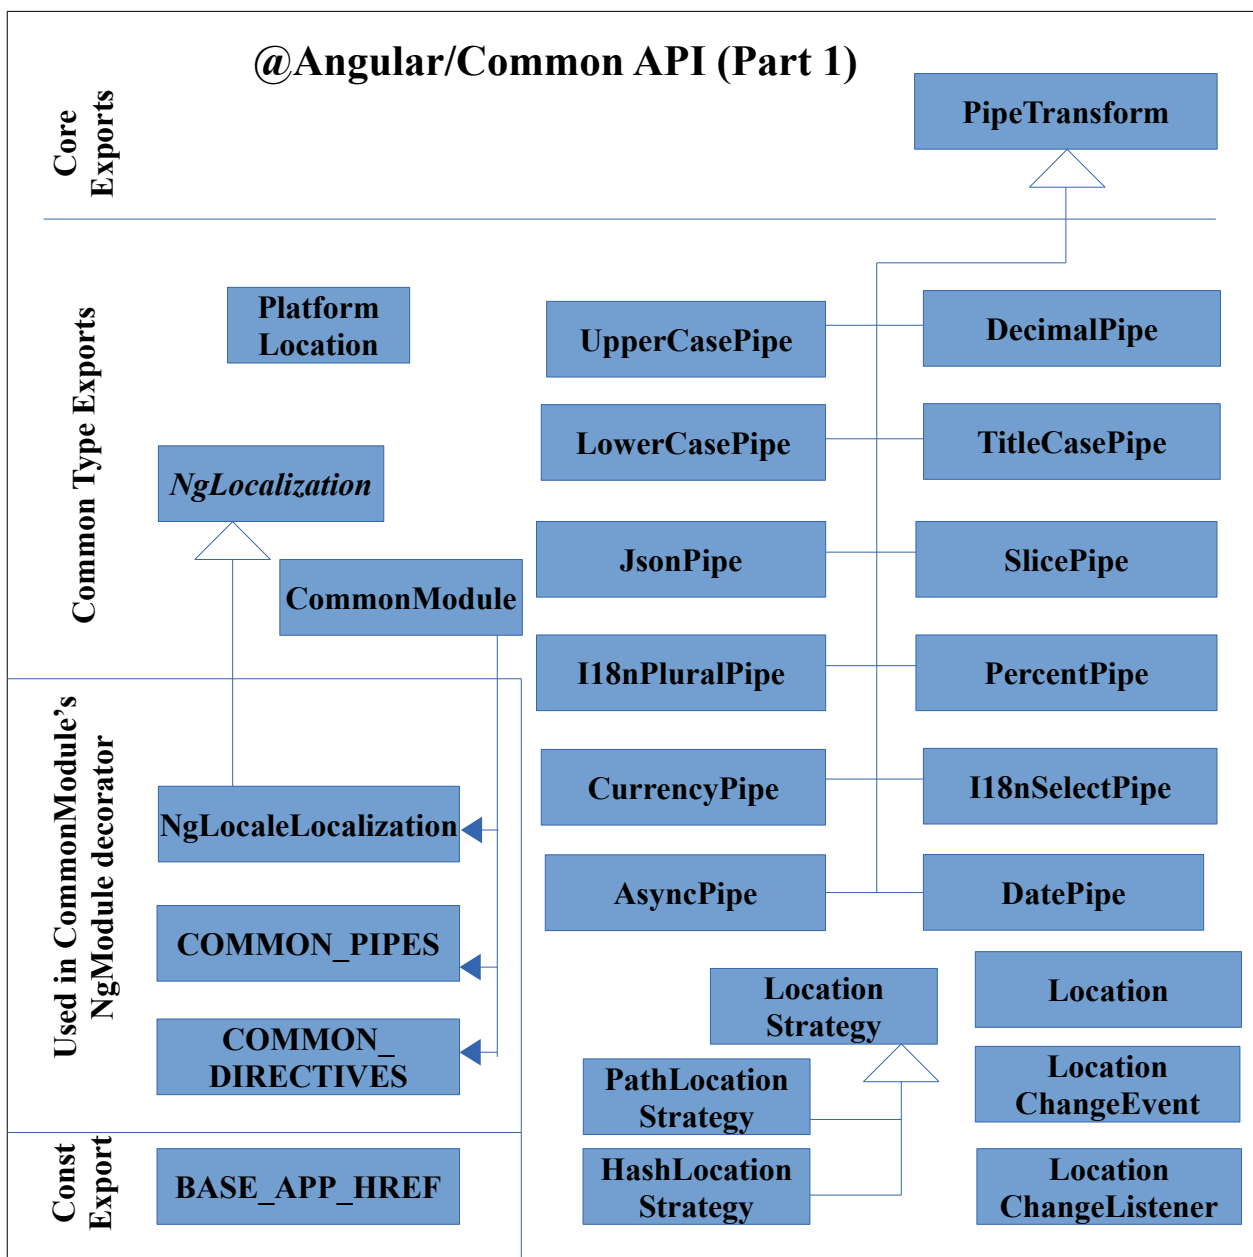 @Angular/Common API (Part 1)
Core
Exports
PipeTransform
Common Type Exports
Platform
Location
UpperCasePipe
DecimalPipe
LowerCasePipe
TitleCasePipe
NgLocalization
JsonPipe
SlicePipe
CommonModule
I18nPluralPipe
PercentPipe
Used in CommonModule’s
NgModule decorator
CurrencyPipe
I18nSelectPipe
NgLocaleLocalization
AsyncPipe
DatePipe
COMMON_PIPES
Location
Strategy
Location
COMMON_
DIRECTIVES
PathLocation
Strategy
Location
ChangeEvent
Const
Export
BASE_APP_HREF
HashLocation
Strategy
Location
ChangeListener